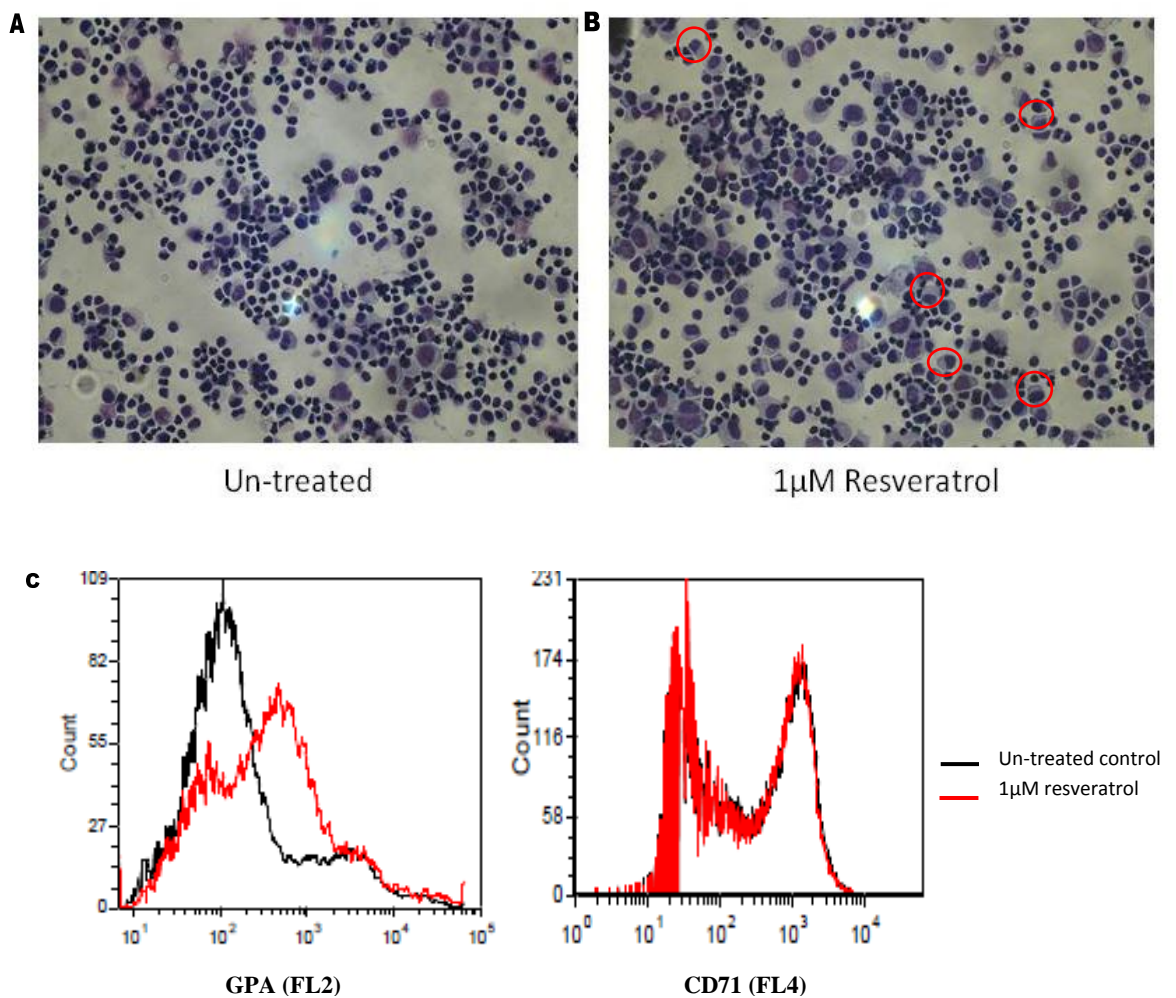 A
B
Un-treated
1µM Resveratrol
C
109
82
55
27
0
Count
10¹ 10² 10³ 10⁴ 10⁵
GPA (FL2)
231
174
116
58
0
Count
10⁰ 10¹ 10² 10³ 10⁴
CD71 (FL4)
Un-treated control
1µM resveratrol